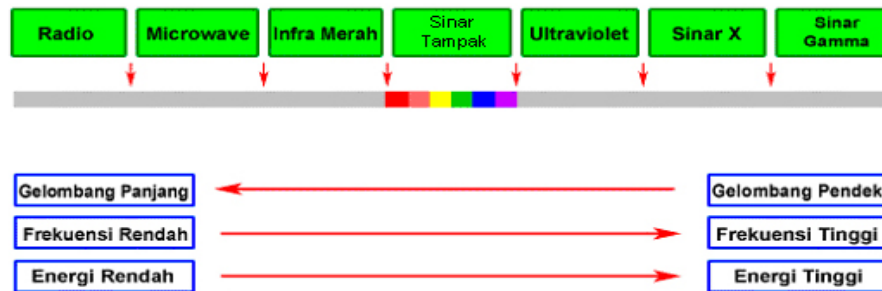 Radio
Microwave
Infra Merah
Sinar
Tampak
Ultraviolet
Sinar X
Sinar
Gamma
Gelombang Panjang
Gelombang Pendek
Frekuensi Rendah
Frekuensi Tinggi
Energi Rendah
Energi Tinggi